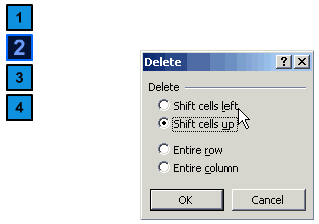 1
2
3
4
Delete ? ×
Delete
Shift cells left
Shift cells up
Entire row
Entire column
OK Cancel